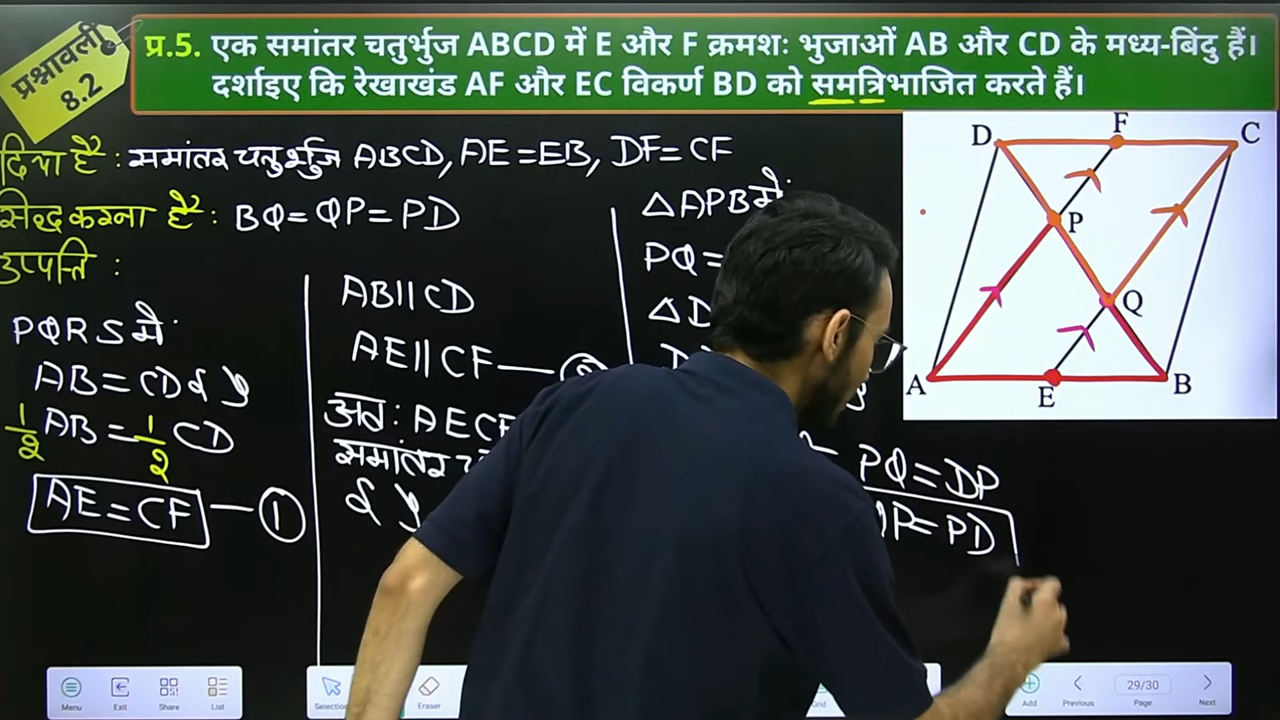 प्रश्नावली
8.2
प्र.5. एक समांतर चतुर्भुज ABCD में E और F क्रमशः भुजाओं AB और CD के मध्य-बिंदु हैं।
दर्शाइए कि रेखाखंड AF और EC विकर्ण BD को समत्रिभाजित करते हैं।
दिया है : समांतर चतुर्भुज ABCD, AE = EB, DF = CF
सिद्ध करना है : BQ = QP = PD
उपपत्ति :
PQRS में
AB = CD
1/2 AB = 1/2 CD
AE = CF — ①
AB || CD
AE || CF —
अतः AECF
समांतर
△APB में
PQ =
△D
PQ = DP
QP = PD
D F C
P
Q
A E B
Menu Exit Share List
Selection Eraser
Grid
Add Previous 29/30 Page Next